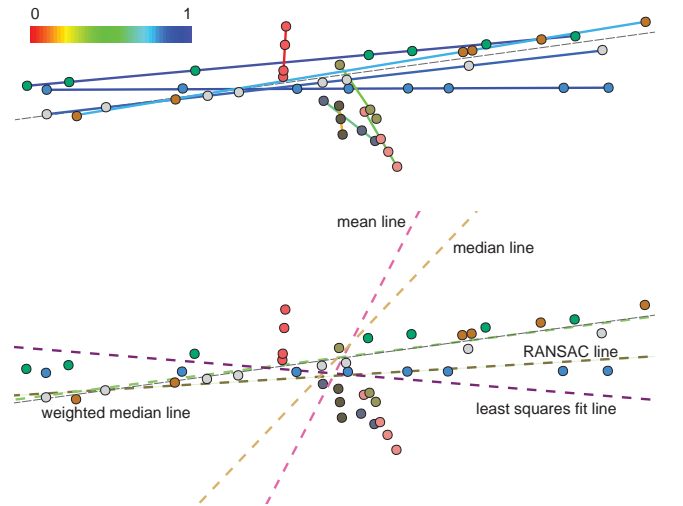 0 1
mean line
median line
RANSAC line
weighted median line
least squares fit line